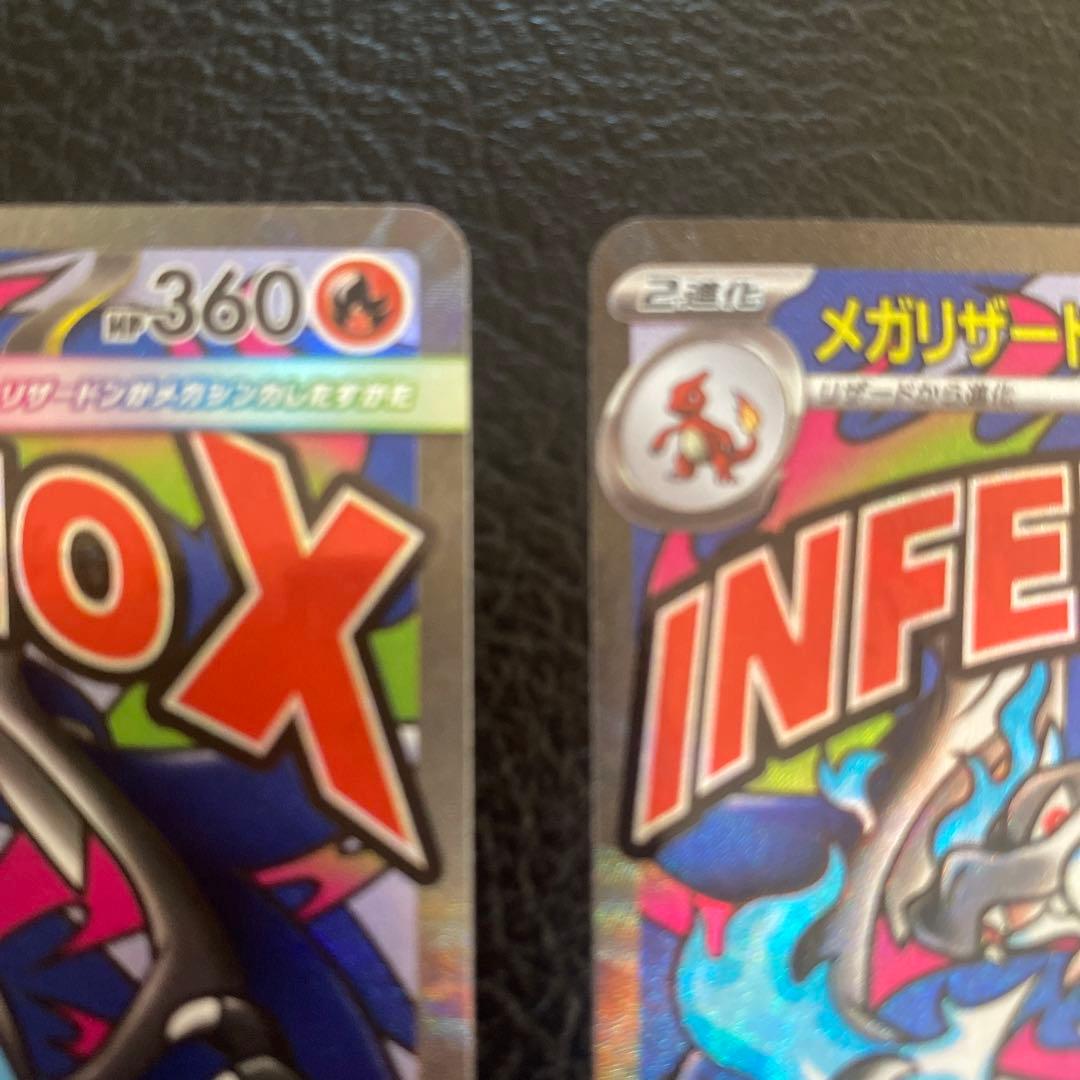 HP360
リザードンがメガシンカしたすがた
NOX
2進化
メガリザード
リザードから進化
INFE